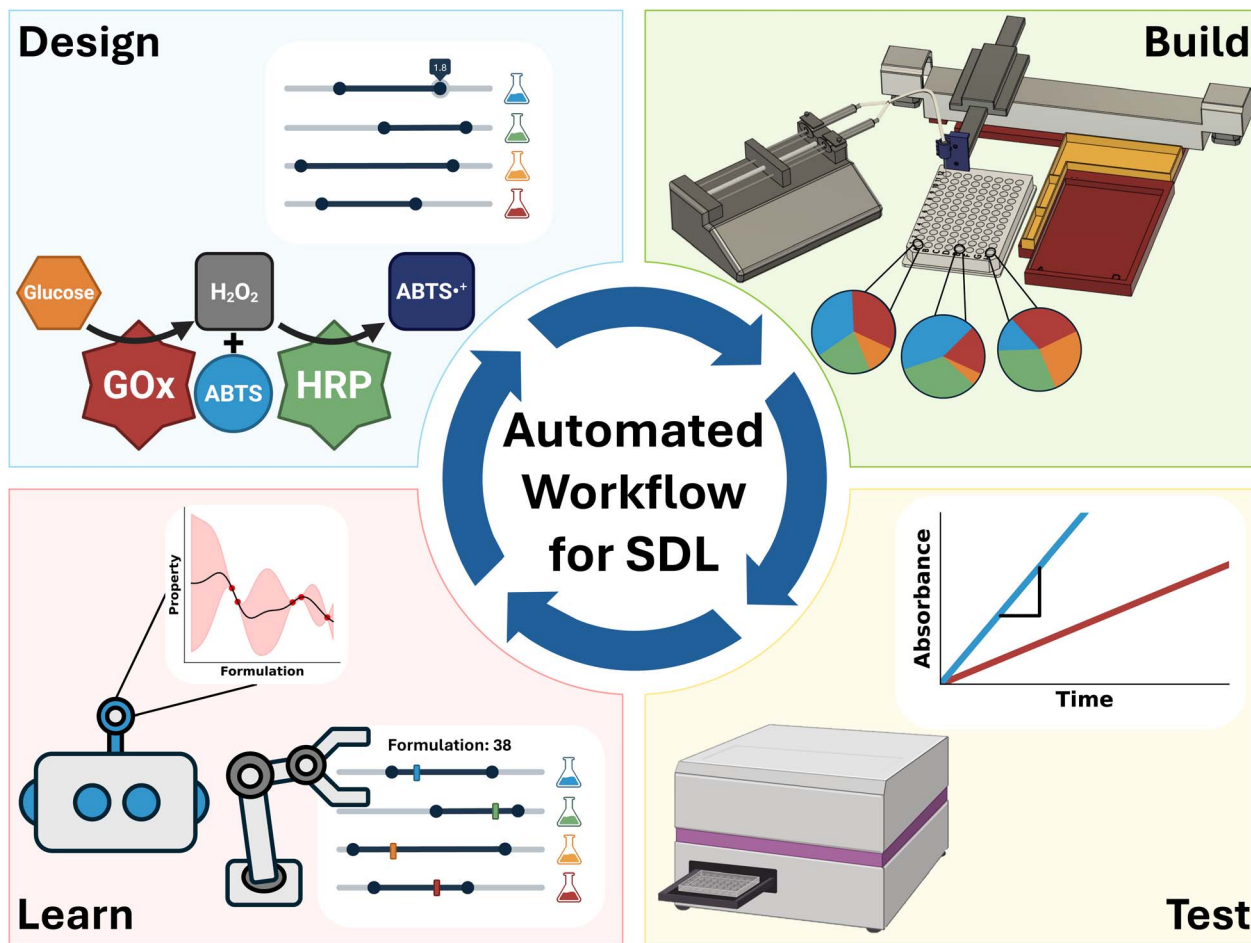 Design
1.8
Glucose
H₂O₂
ABTS•⁺
+
GOx
ABTS
HRP
Build
Automated
Workflow
for SDL
Property
Formulation
Formulation: 38
Learn
Absorbance
Time
Test